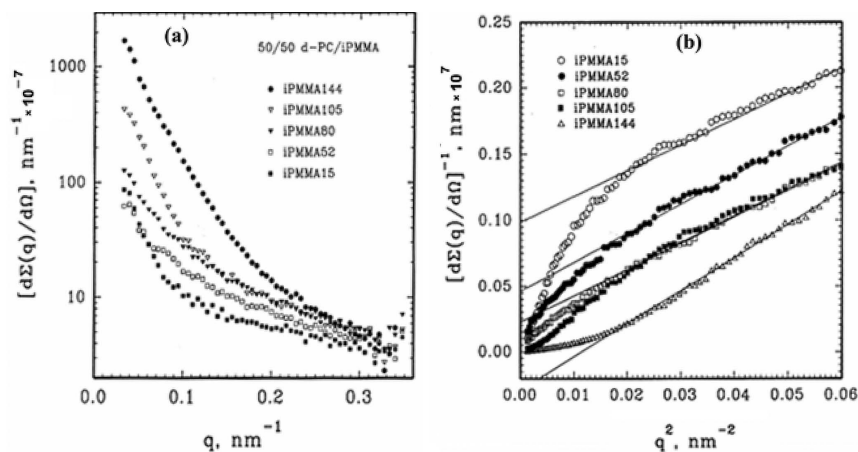 (a)
50/50 d-PC/iPMMA
iPMMA144
iPMMA105
iPMMA80
iPMMA52
iPMMA15
[dΣ(q)/dΩ], nm⁻¹×10⁻⁷
1000
100
10
0.0 0.1 0.2 0.3
q, nm⁻¹
(b)
iPMMA15
iPMMA52
iPMMA80
iPMMA105
iPMMA144
[dΣ(q)/dΩ]⁻¹, nm×10⁷
0.25
0.20
0.15
0.10
0.05
0.00
0.00 0.01 0.02 0.03 0.04 0.05 0.06
q², nm⁻²